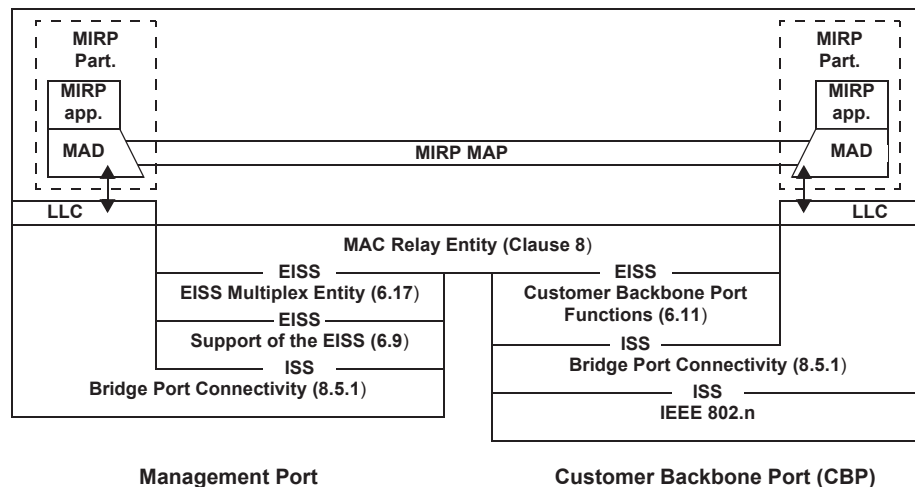 MIRP
Part.
MIRP
app.
MAD
MIRP MAP
MIRP
Part.
MIRP
app.
MAD
LLC
LLC
MAC Relay Entity (Clause 8)
EISS
EISS Multiplex Entity (6.17)
EISS
Support of the EISS (6.9)
ISS
Bridge Port Connectivity (8.5.1)
EISS
Customer Backbone Port
Functions (6.11)
ISS
Bridge Port Connectivity (8.5.1)
ISS
IEEE 802.n
Management Port
Customer Backbone Port (CBP)